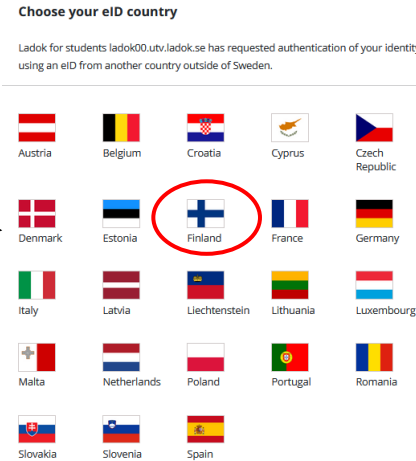 Choose your eID country
Ladok for students ladok00.utv.ladok.se has requested authentication of your identity
using an eID from another country outside of Sweden.
Austria Belgium Croatia Cyprus Czech
Republic
Denmark Estonia Finland France Germany
Italy Latvia Liechtenstein Lithuania Luxembourg
Malta Netherlands Poland Portugal Romania
Slovakia Slovenia Spain